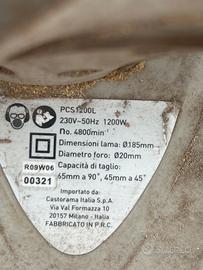 PCS1200L
230V~50Hz 1200W
no. 4800min⁻¹
Dimensioni lama: Ø185mm
Diametro foro: Ø20mm
Capacità di taglio:
65mm a 90°, 45mm a 45°
R09W06
00321
Importato da:
Castorama Italia S.p.A.
Via Val Formazza 10
20157 Milano - Italia
FABBRICATO IN P.R.C.